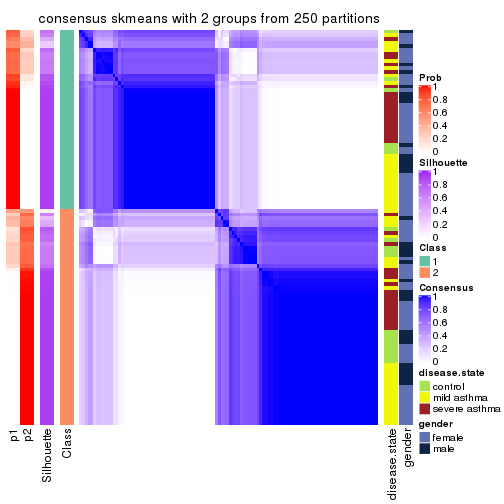 consensus skmeans with 2 groups from 250 partitions
Prob
1
0.8
0.6
0.4
0.2
0
Silhouette
1
0.8
0.6
0.4
0.2
0
Class
1
2
Consensus
1
0.8
0.6
0.4
0.2
0
disease.state
control
mild asthma
severe asthma
gender
female
male
p1
p2
Silhouette
Class
disease.state
gender